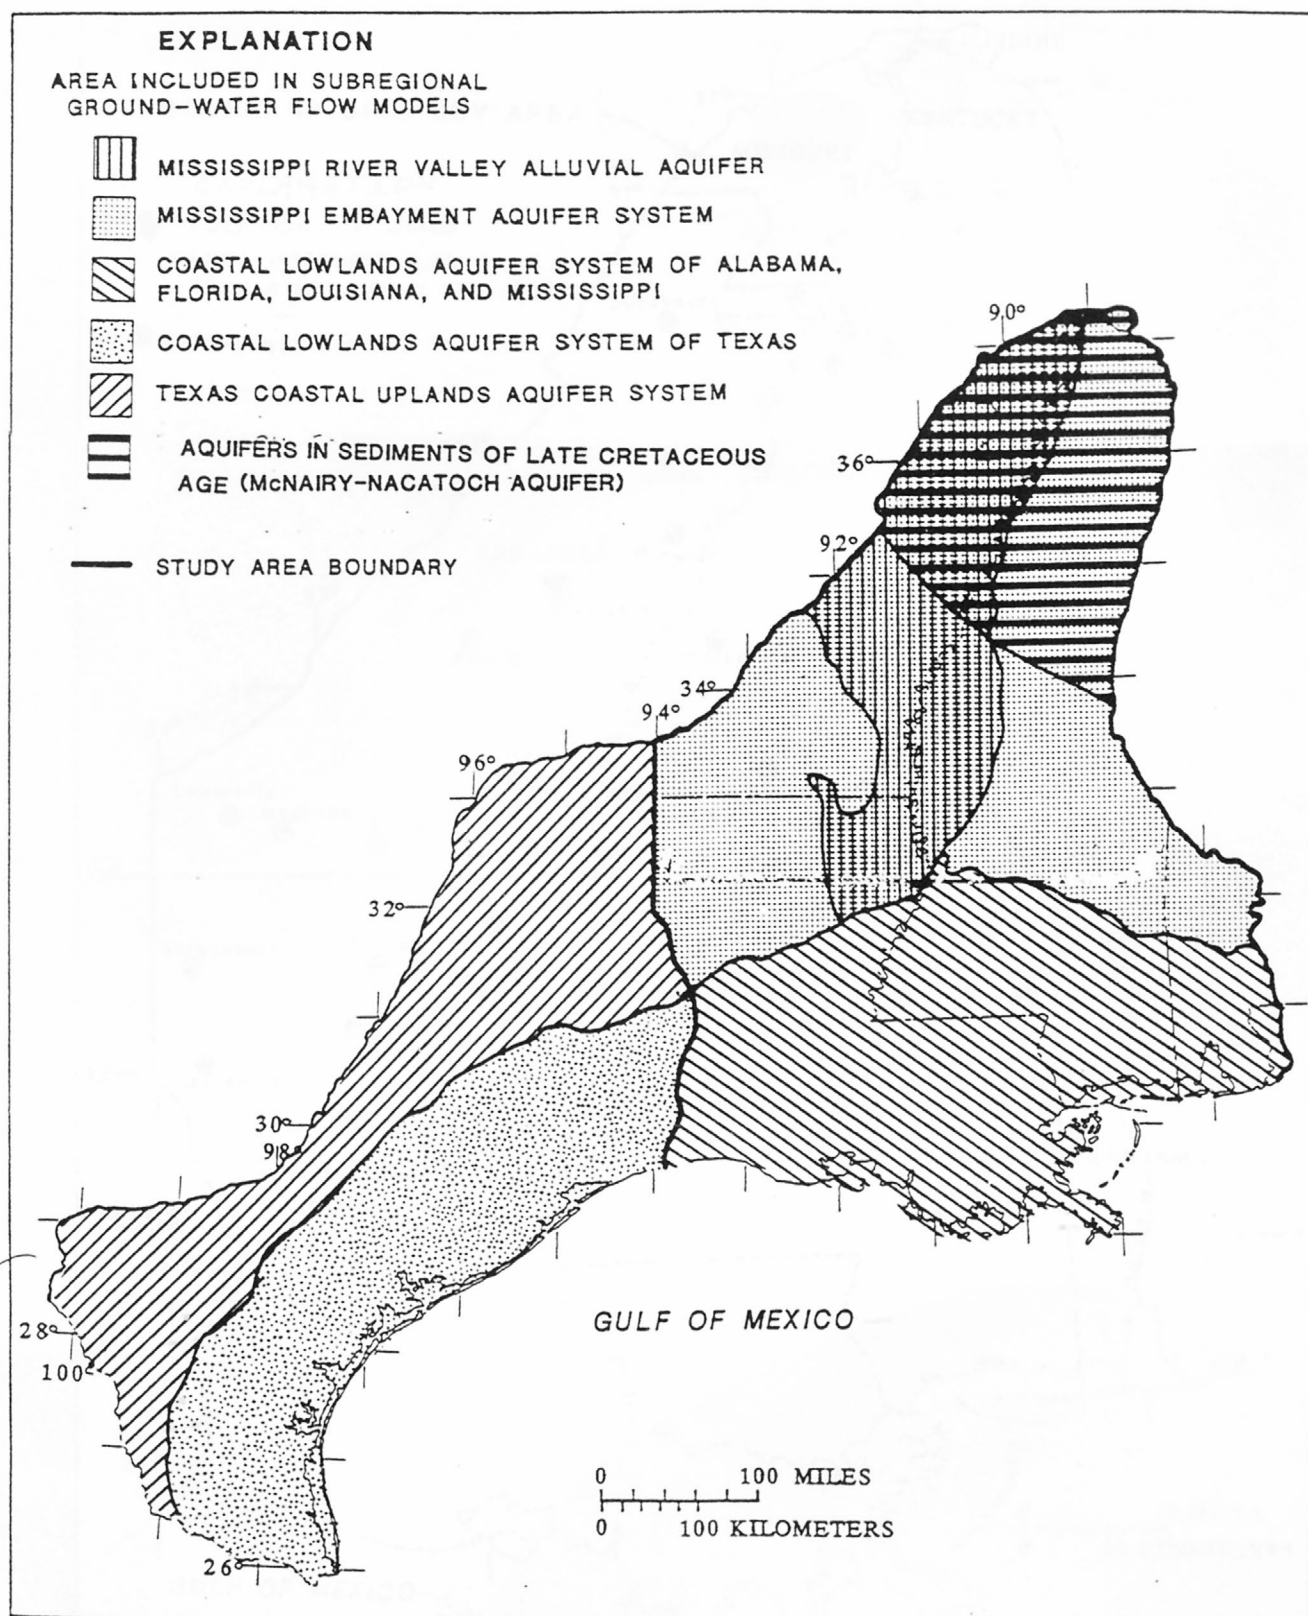 EXPLANATION
AREA INCLUDED IN SUBREGIONAL
GROUND-WATER FLOW MODELS
MISSISSIPPI RIVER VALLEY ALLUVIAL AQUIFER
MISSISSIPPI EMBAYMENT AQUIFER SYSTEM
COASTAL LOWLANDS AQUIFER SYSTEM OF ALABAMA,
FLORIDA, LOUISIANA, AND MISSISSIPPI
COASTAL LOWLANDS AQUIFER SYSTEM OF TEXAS
TEXAS COASTAL UPLANDS AQUIFER SYSTEM
AQUIFERS IN SEDIMENTS OF LATE CRETACEOUS
AGE (McNAIRY-NACATOCH AQUIFER)
STUDY AREA BOUNDARY
90°
36°
92°
34°
94°
96°
32°
30°
98°
28°
100°
26°
GULF OF MEXICO
0 100 MILES
0 100 KILOMETERS